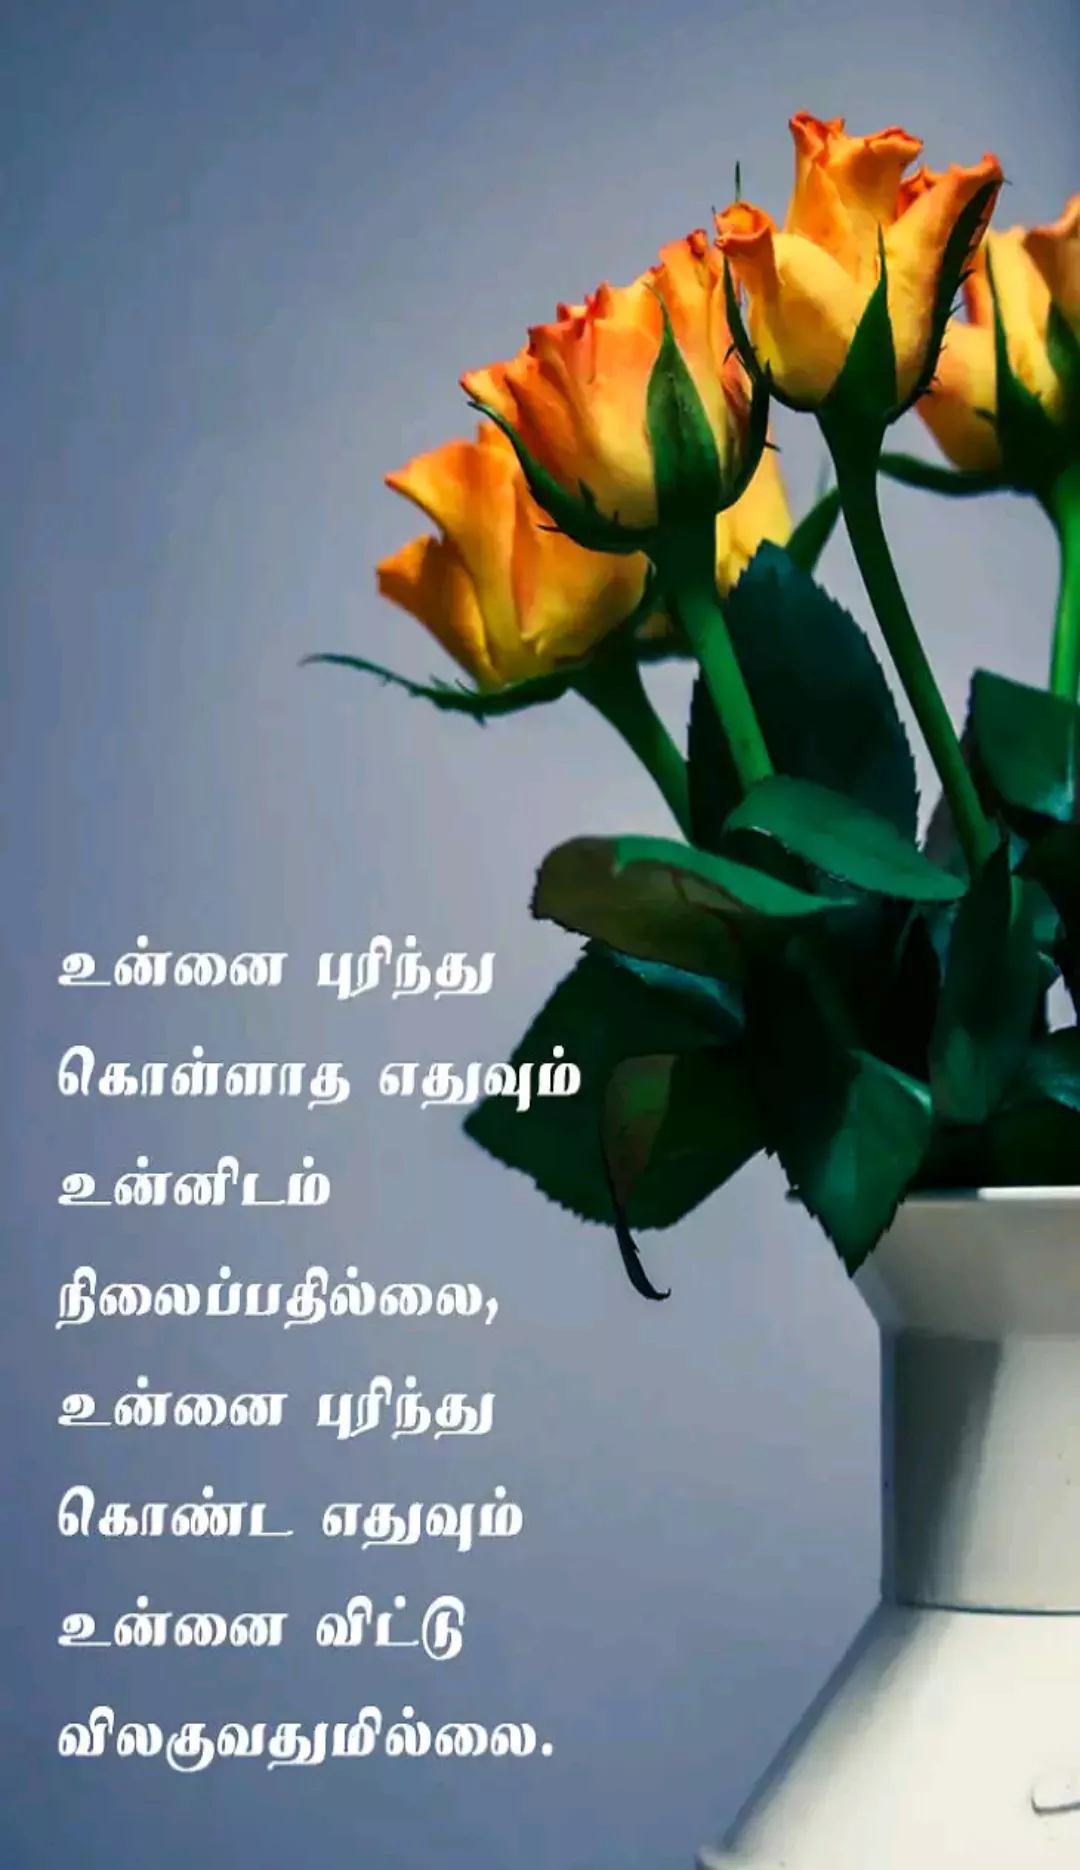 உன்னை புரிந்து
கொள்ளாத எதுவும்
உன்னிடம்
நிலைப்பதில்லை,
உன்னை புரிந்து
கொண்ட எதுவும்
உன்னை விட்டு
விலகுவதுமில்லை.